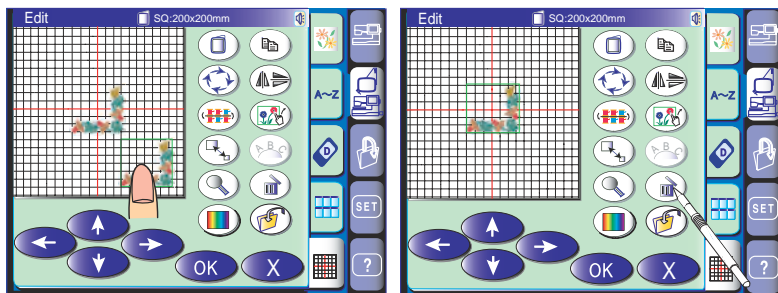 Edit SQ:200x200mm
A~Z
A B C
D
SET
OK X
?
Edit SQ:200x200mm
A~Z
A B C
D
SET
OK X
?